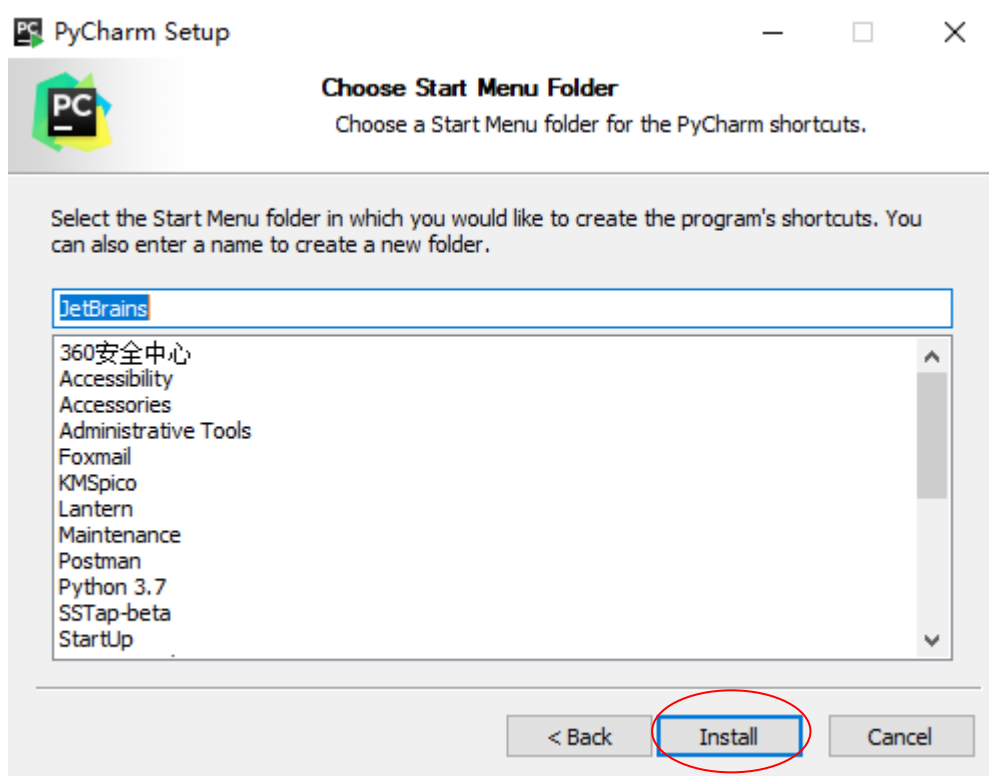 PyCharm Setup
Choose Start Menu Folder
Choose a Start Menu folder for the PyCharm shortcuts.
PC
Select the Start Menu folder in which you would like to create the program's shortcuts. You
can also enter a name to create a new folder.
JetBrains
360安全中心
Accessibility
Accessories
Administrative Tools
Foxmail
KMSpico
Lantern
Maintenance
Postman
Python 3.7
SSTap-beta
StartUp
< Back Install Cancel